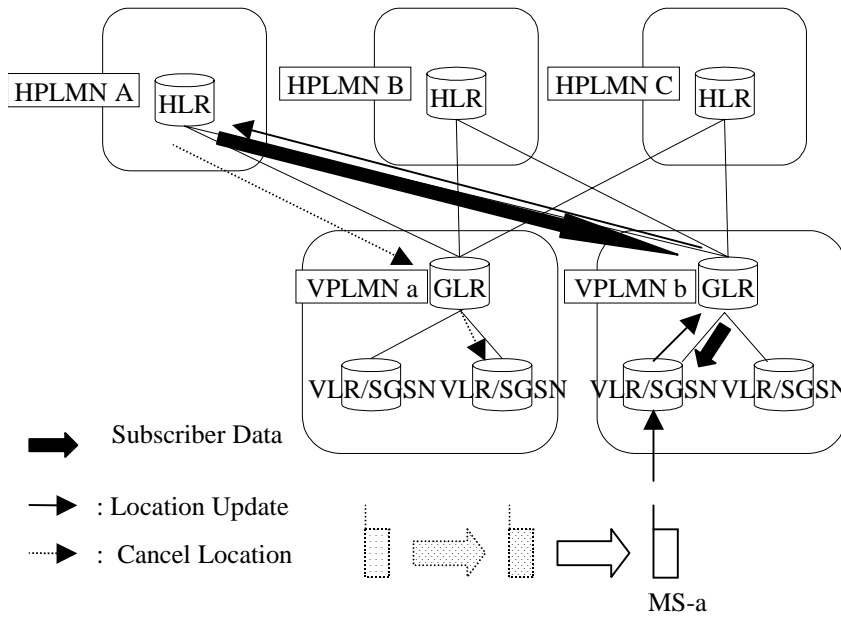 HPLMN A
HLR
HPLMN B
HLR
HPLMN C
HLR
VPLMN a
GLR
VPLMN b
GLR
VLR/SGSN
VLR/SGSN
VLR/SGSN
VLR/SGSN
Subscriber Data
: Location Update
: Cancel Location
MS-a